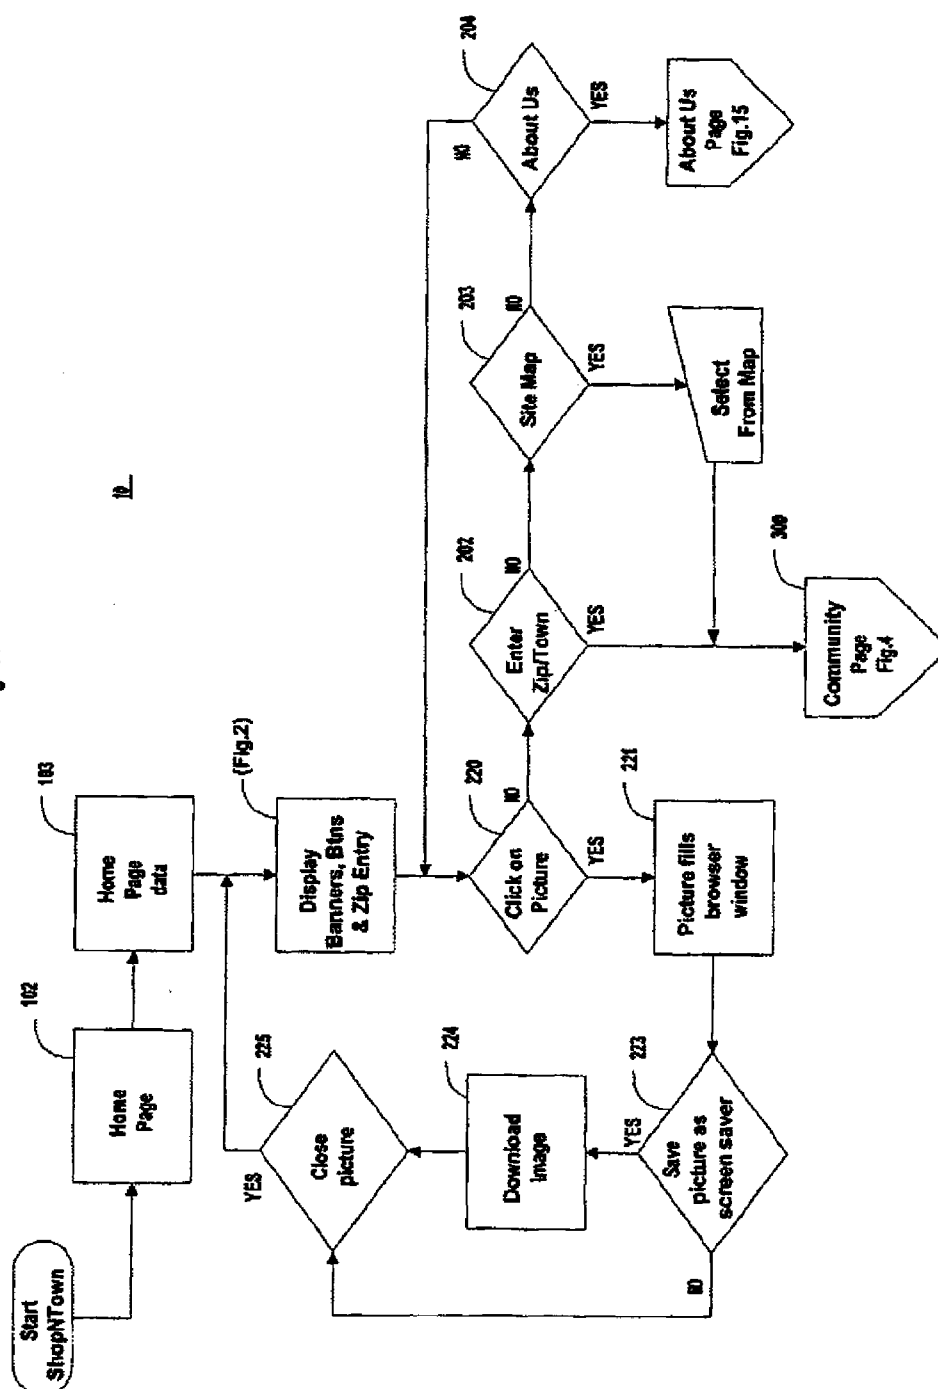 10
Start
ShopNTown
102
Home
Page
103
Home
Page
data
(Fig.2)
Display
Banners, Btns
& Zip Entry
220
Click on
Picture
NO
YES
202
Enter
Zip/Town
NO
YES
203
Site Map
NO
YES
204
About Us
NO
YES
About Us
Page
Fig.15
Select
From Map
300
Community
Page
Fig.4
221
Picture fills
browser
window
223
Save
picture as
screen saver
YES
NO
224
Download
Image
225
Close
picture
YES